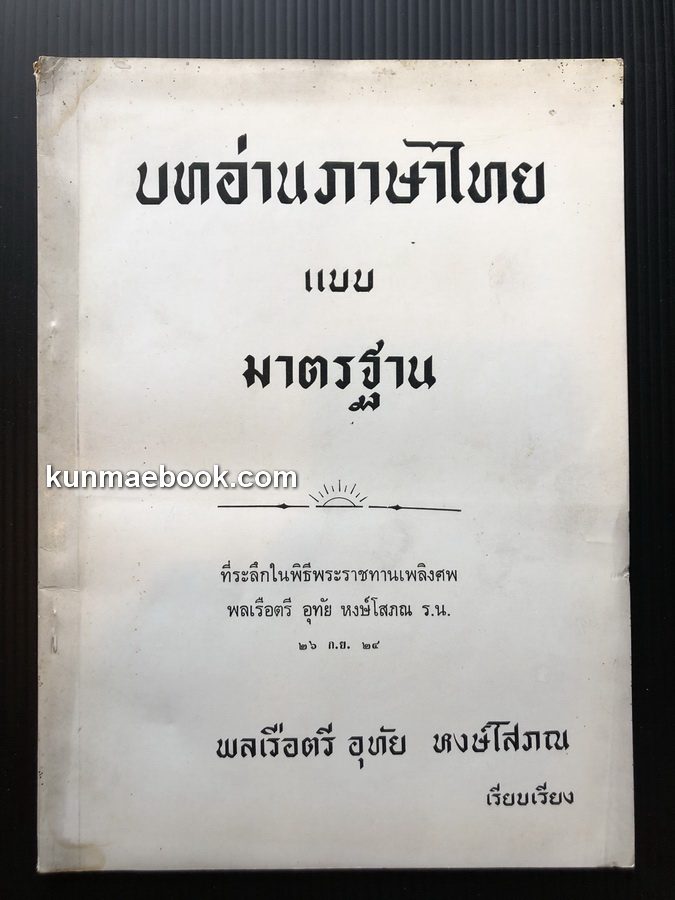 บทอ่านภาษาไทย
แบบ
มาตรฐาน
kunmaebook.com
ที่ระลึกในพิธีพระราชทานเพลิงศพ
พลเรือตรี อุทัย หงษ์โสภณ ร.น.
๒๖ ก.ย. ๒๔
พลเรือตรี อุทัย หงษ์โสภณ
เรียบเรียง